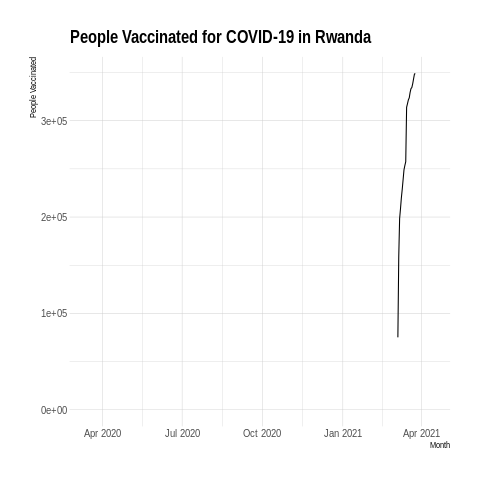 People Vaccinated for COVID-19 in Rwanda
People Vaccinated
3e+05
2e+05
1e+05
0e+00
Apr 2020 Jul 2020 Oct 2020 Jan 2021 Apr 2021
Month